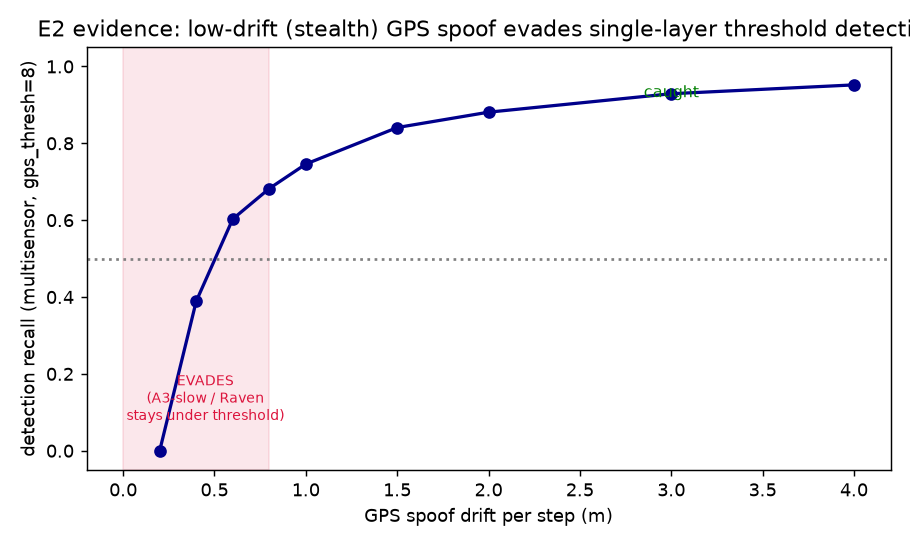 E2 evidence: low-drift (stealth) GPS spoof evades single-layer threshold detecti
detection recall (multisensor, gps_thresh=8)
1.0
0.8
0.6
0.4
0.2
0.0
caught
EVADES
(A3-slow / Raven
stays under threshold)
0.0 0.5 1.0 1.5 2.0 2.5 3.0 3.5 4.0
GPS spoof drift per step (m)